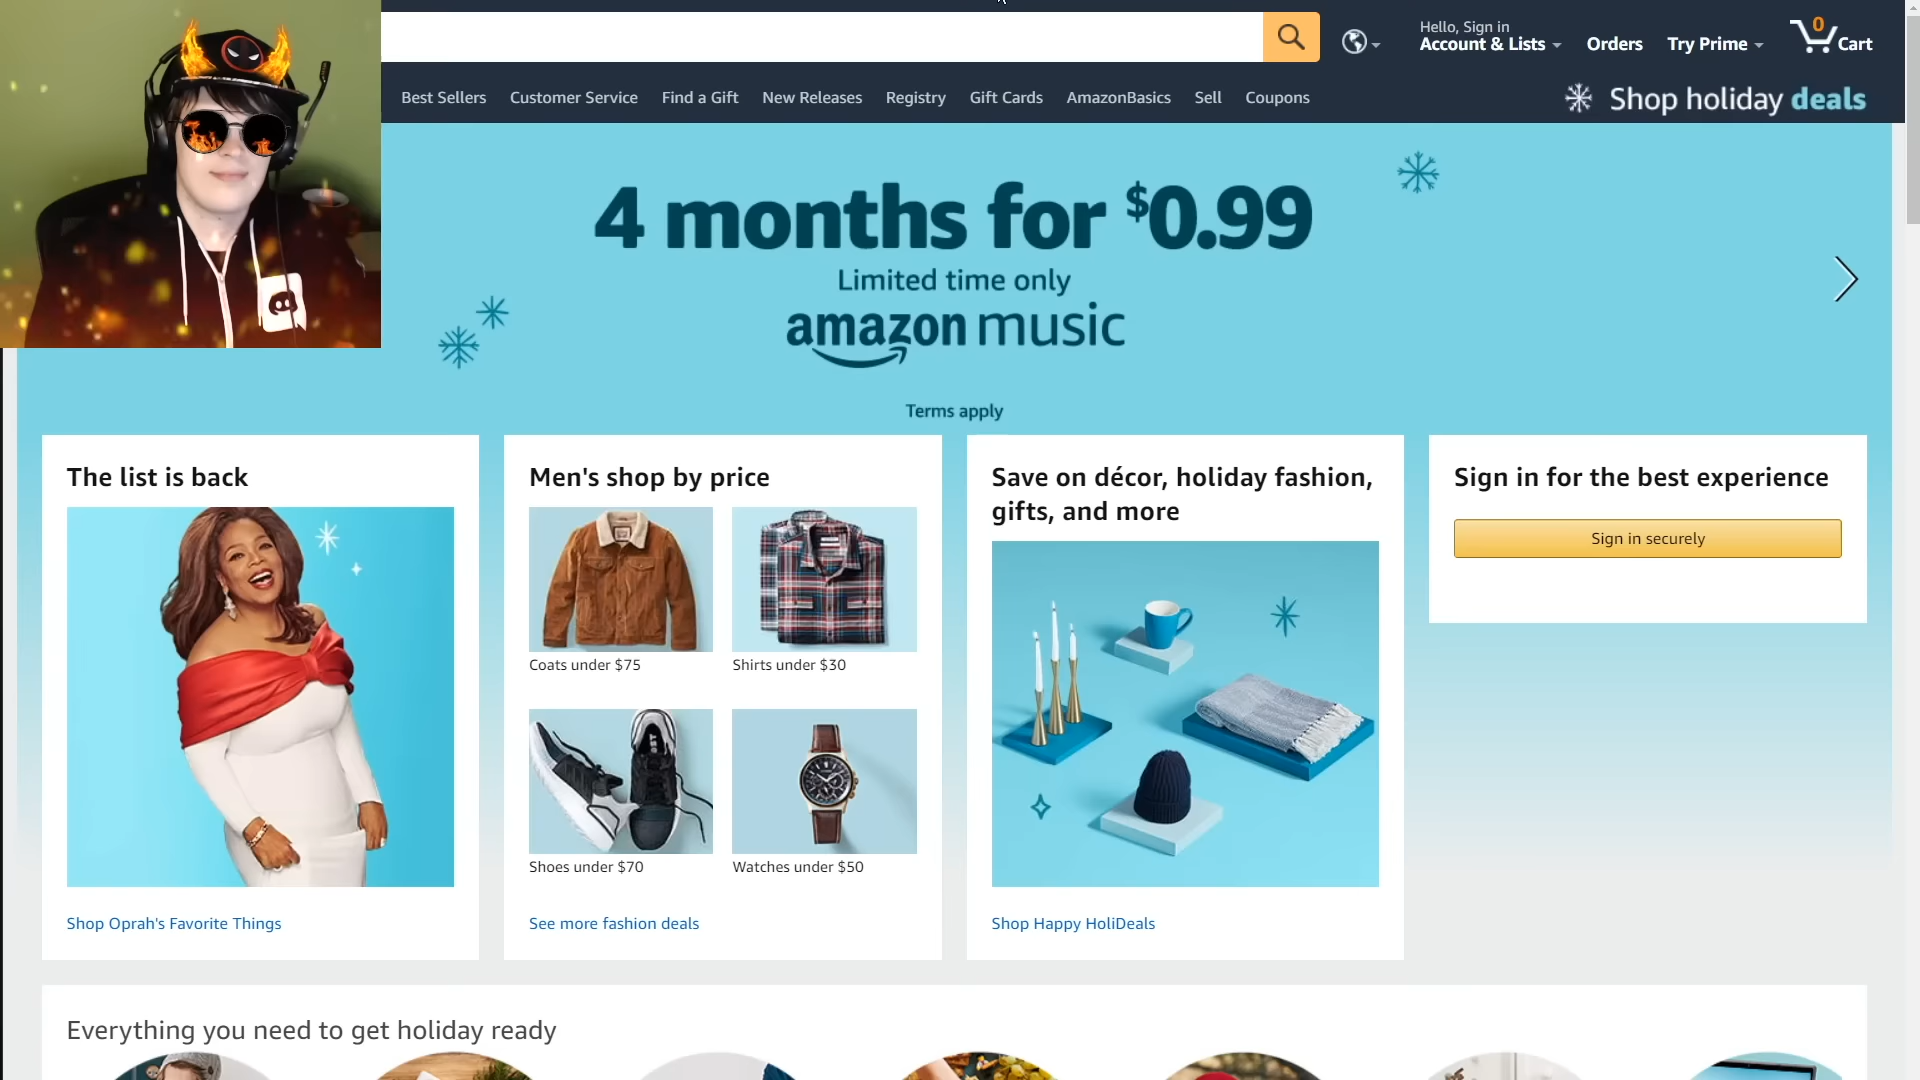 Hello, Sign in
Account & Lists
Orders
Try Prime
0
Cart
Best Sellers
Customer Service
Find a Gift
New Releases
Registry
Gift Cards
AmazonBasics
Sell
Coupons
Shop holiday deals
4 months for $0.99
Limited time only
amazon music
Terms apply
The list is back
Shop Oprah's Favorite Things
Men's shop by price
Coats under $75
Shirts under $30
Shoes under $70
Watches under $50
See more fashion deals
Save on décor, holiday fashion,
gifts, and more
Shop Happy HoliDeals
Sign in for the best experience
Sign in securely
Everything you need to get holiday ready